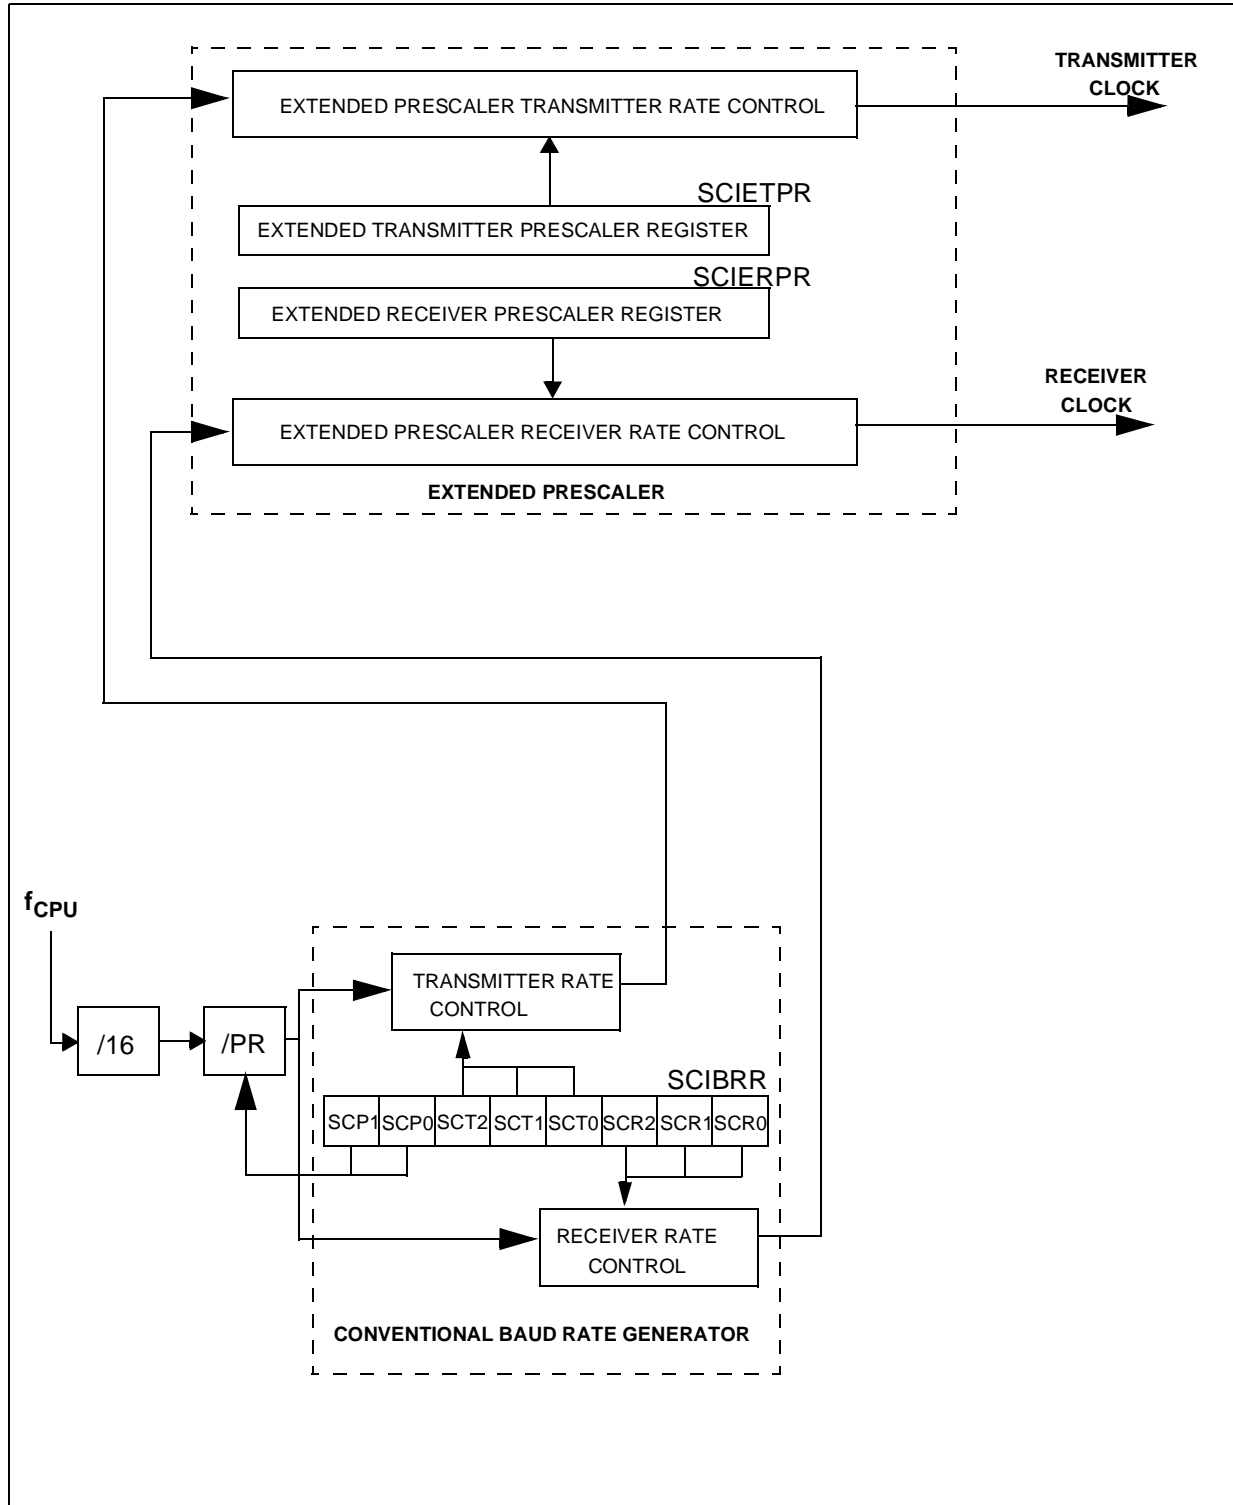 TRANSMITTER
CLOCK
EXTENDED PRESCALER TRANSMITTER RATE CONTROL
SCIETPR
EXTENDED TRANSMITTER PRESCALER REGISTER
SCIERPR
EXTENDED RECEIVER PRESCALER REGISTER
RECEIVER
CLOCK
EXTENDED PRESCALER RECEIVER RATE CONTROL
EXTENDED PRESCALER
fCPU
TRANSMITTER RATE
CONTROL
/16
/PR
SCIBRR
SCP1 SCP0 SCT2 SCT1 SCT0 SCR2 SCR1 SCR0
RECEIVER RATE
CONTROL
CONVENTIONAL BAUD RATE GENERATOR